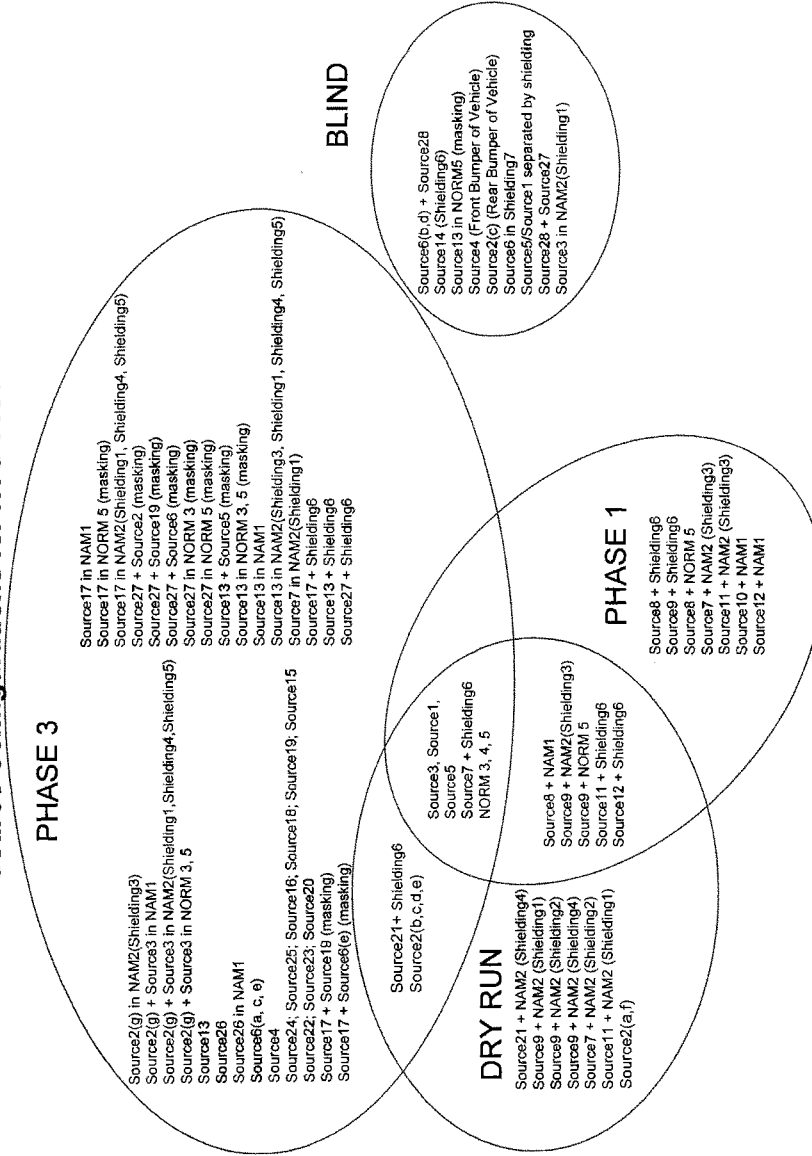 PHASE 3
Source2(g) in NAM2(Shielding3)
Source2(g) + Source3 in NAM1
Source2(g) + Source3 in NAM2(Shielding1,Shielding4,Shielding5)
Source2(g) + Source3 in NORM 3, 5
Source13
Source26
Source26 in NAM1
Source6(a, c, e)
Source4
Source24; Source25; Source16; Source18; Source19; Source15
Source22; Source23; Source20
Source17 + Source19 (masking)
Source17 + Source6(e) (masking)
Source17 in NAM1
Source17 in NORM 5 (masking)
Source17 in NAM2(Shielding1, Shielding4, Shielding5)
Source27 + Source2 (masking)
Source27 + Source19 (masking)
Source27 + Source6 (masking)
Source27 in NORM 3 (masking)
Source27 in NORM 5 (masking)
Source13 + Source5 (masking)
Source13 in NORM 3, 5 (masking)
Source13 in NAM1
Source13 in NAM2(Shielding3, Shielding1, Shielding4, Shielding5)
Source7 in NAM2(Shielding1)
Source17 + Shielding6
Source13 + Shielding6
Source27 + Shielding6
BLIND
Source6(b,d) + Source28
Source14 (Shielding6)
Source13 in NORM5 (masking)
Source4 (Front Bumper of Vehicle)
Source2(c) (Rear Bumper of Vehicle)
Source6 in Shielding7
Source5/Source1 separated by shielding
Source28 + Source27
Source3 in NAM2(Shielding1)
Source21+ Shielding6
Source2(b,c,d,e)
Source3, Source1,
Source5
Source7 + Shielding6
NORM 3, 4, 5
DRY RUN
Source21 + NAM2 (Shielding4)
Source9 + NAM2 (Shielding1)
Source9 + NAM2 (Shielding2)
Source9 + NAM2 (Shielding4)
Source7 + NAM2 (Shielding2)
Source11 + NAM2 (Shielding1)
Source2(a,f)
Source8 + NAM1
Source9 + NAM2(Shielding3)
Source9 + NORM 5
Source11 + Shielding6
Source12 + Shielding6
PHASE 1
Source8 + Shielding6
Source9 + Shielding6
Source8 + NORM 5
Source7 + NAM2 (Shielding3)
Source11 + NAM2 (Shielding3)
Source10 + NAM1
Source12 + NAM1